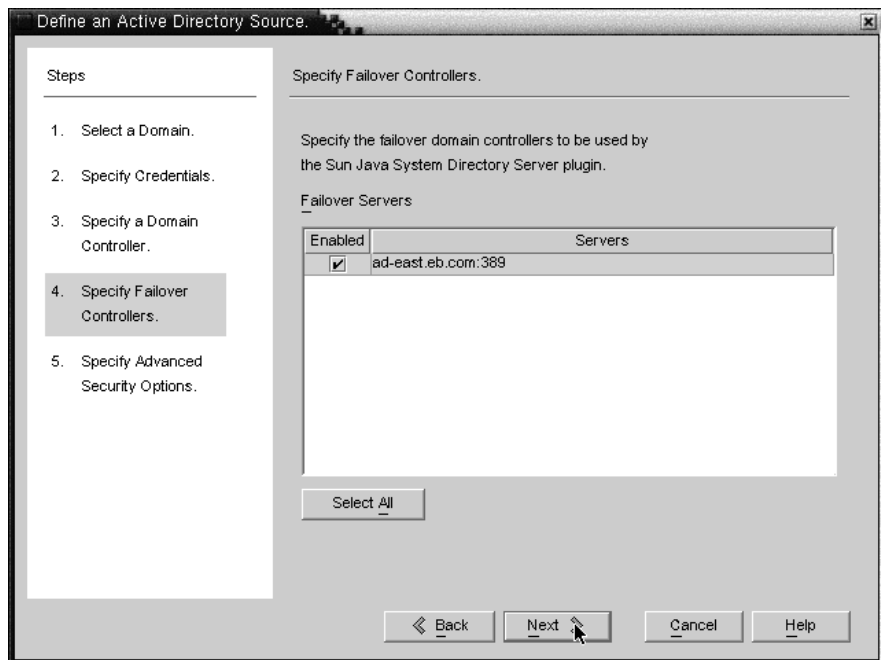 Define an Active Directory Source.
Steps
1. Select a Domain.
2. Specify Credentials.
3. Specify a Domain
Controller.
4. Specify Failover
Controllers.
5. Specify Advanced
Security Options.
Specify Failover Controllers.
Specify the failover domain controllers to be used by
the Sun Java System Directory Server plugin.
Failover Servers
Enabled Servers
ad-east.eb.com:389
Select All
Back Next Cancel Help